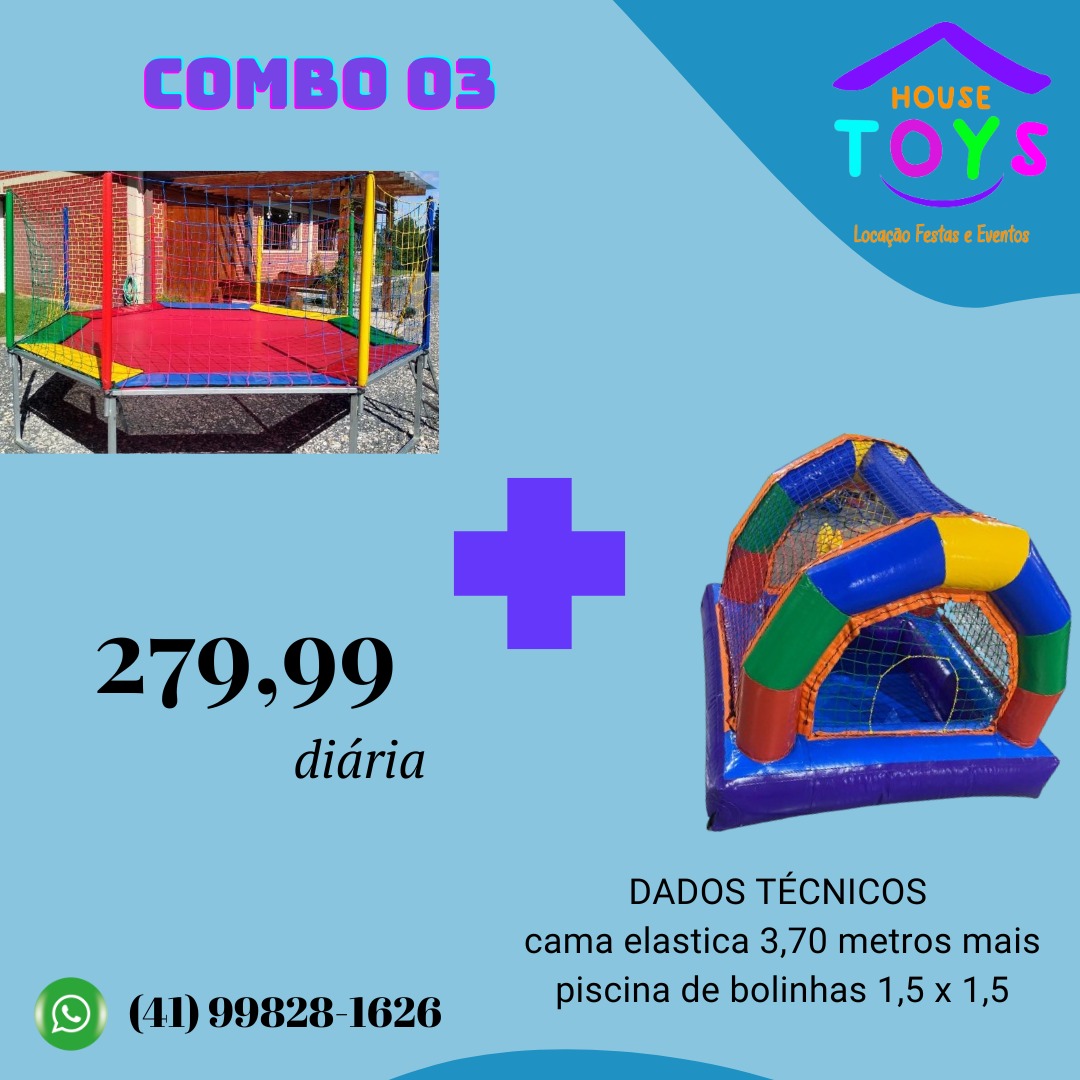 COMBO 03
HOUSE
TOYS
Locação Festas e Eventos
279,99
diária
DADOS TÉCNICOS
cama elastica 3,70 metros mais
piscina de bolinhas 1,5 x 1,5
(41) 99828-1626